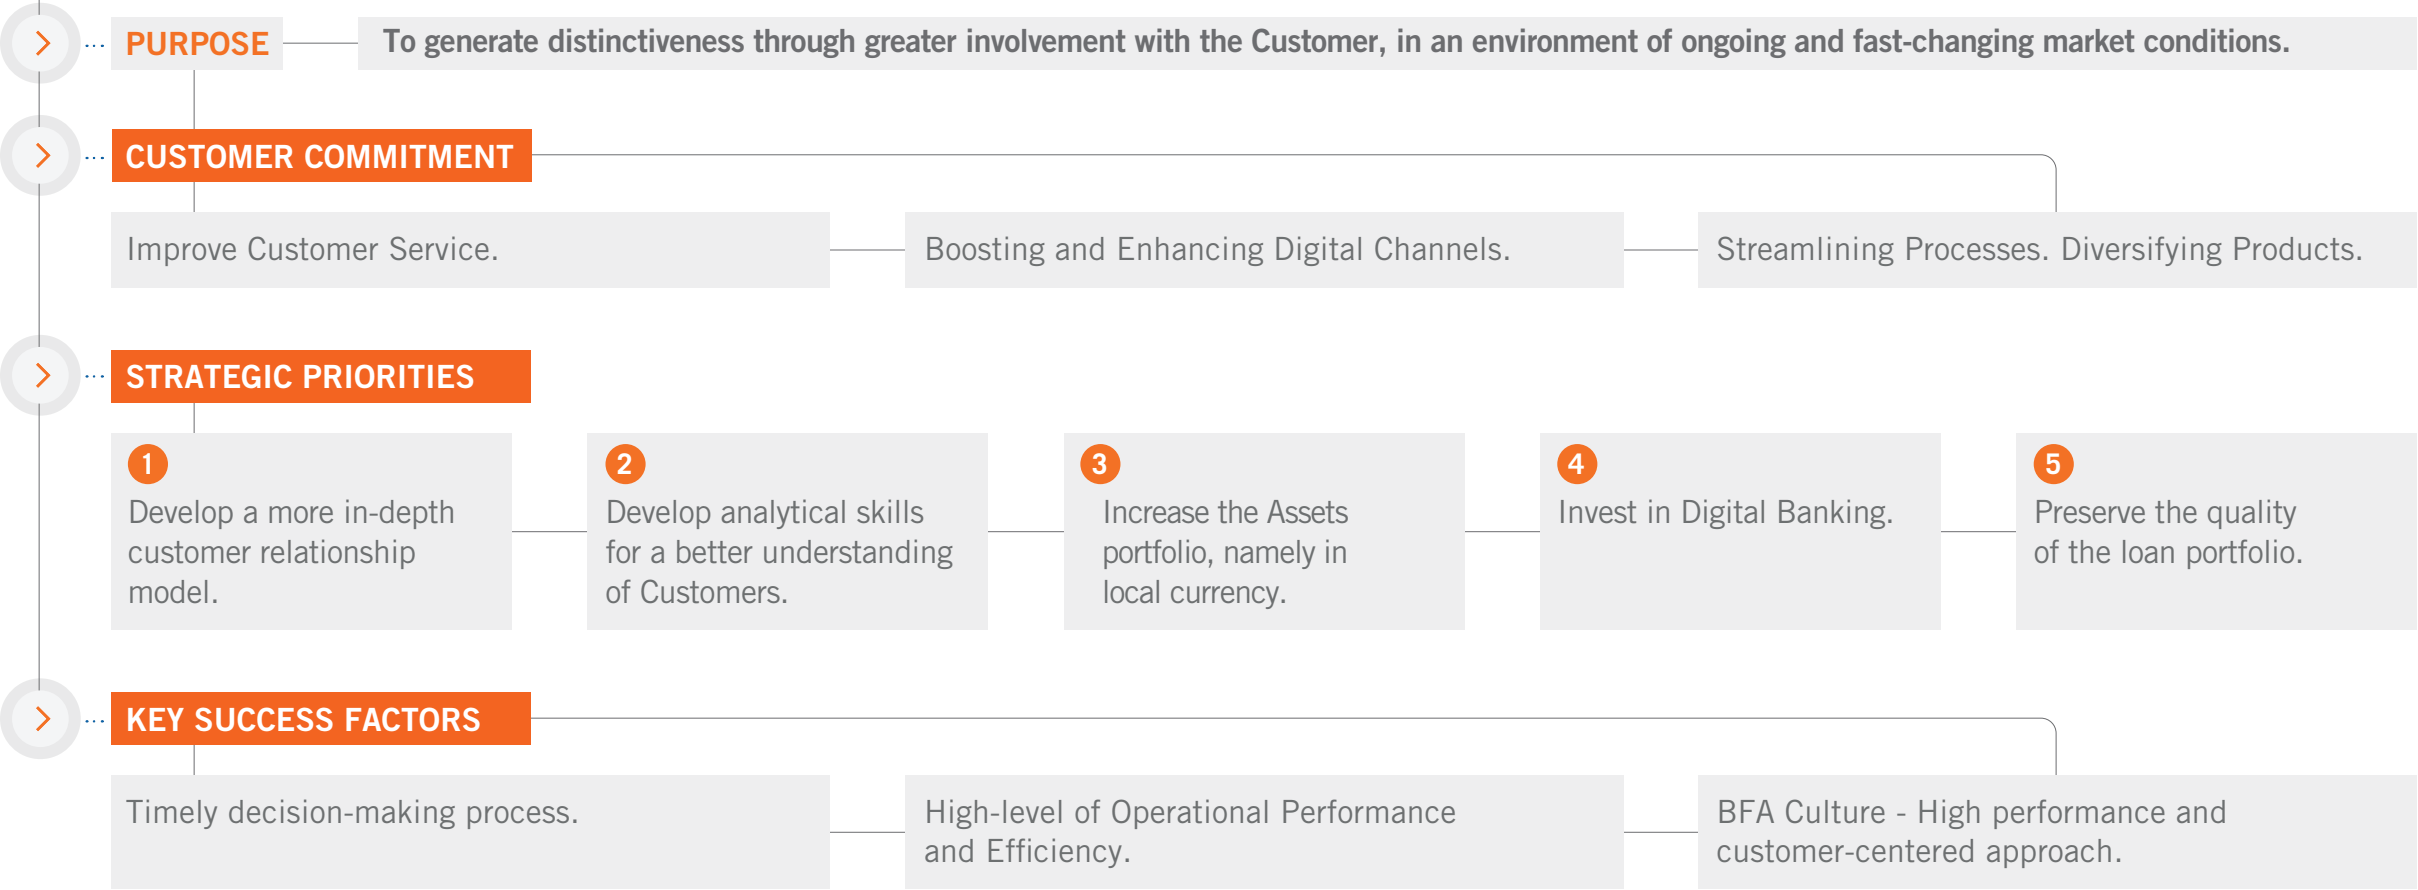 PURPOSE
To generate distinctiveness through greater involvement with the Customer, in an environment of ongoing and fast-changing market conditions.
CUSTOMER COMMITMENT
Improve Customer Service.
Boosting and Enhancing Digital Channels.
Streamlining Processes. Diversifying Products.
STRATEGIC PRIORITIES
1
Develop a more in-depth
customer relationship
model.
2
Develop analytical skills
for a better understanding
of Customers.
3
Increase the Assets
portfolio, namely in
local currency.
4
Invest in Digital Banking.
5
Preserve the quality
of the loan portfolio.
KEY SUCCESS FACTORS
Timely decision-making process.
High-level of Operational Performance
and Efficiency.
BFA Culture - High performance and
customer-centered approach.